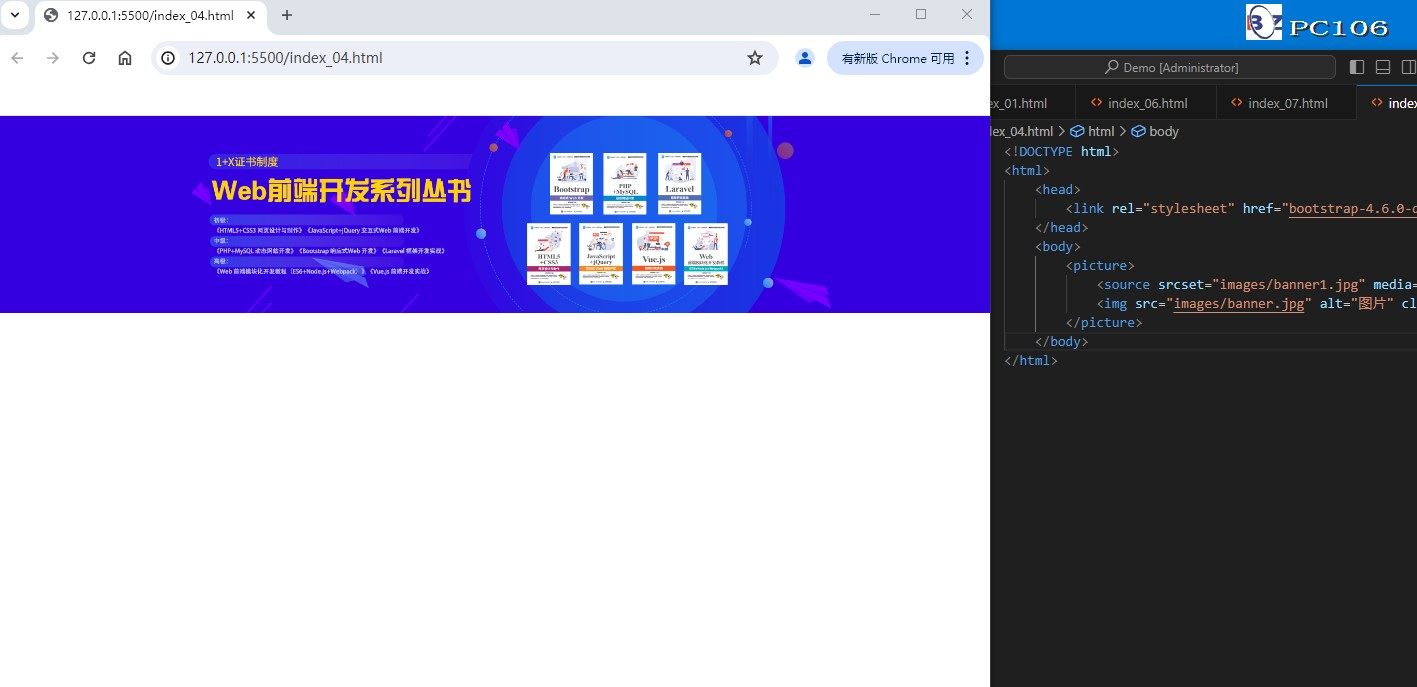 127.0.0.1:5500/index_04.html
127.0.0.1:5500/index_04.html
有新版 Chrome 可用
1+X证书制度
Web前端开发系列丛书
初级：
《HTML5+CSS3 网页设计与制作》《JavaScript+jQuery 交互式Web 前端开发》
中级：
《PHP+MySQL 动态网站开发》《Bootstrap 响应式Web 开发》《Laravel 框架开发实战》
高级：
《Web 前端模块化开发教程（ES6+Node.js+Webpack）》《Vue.js 前端开发实战》
Bootstrap
PHP
+MySQL
Laravel
HTML5
+CSS3
JavaScript
+jQuery
Vue.js
Web
PC106
Demo [Administrator]
ex_01.html
index_06.html
index_07.html
index
lex_04.html > html > body
<!DOCTYPE html>
<html>
<head>
<link rel="stylesheet" href="bootstrap-4.6.0-d
</head>
<body>
<picture>
<source srcset="images/banner1.jpg" media=
<img src="images/banner.jpg" alt="图片" cl
</picture>
</body>
</html>